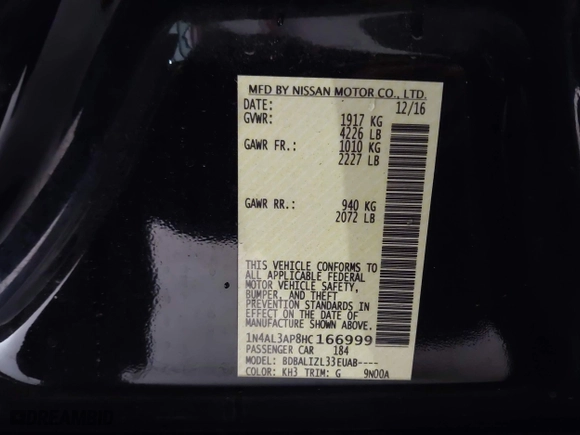 MFD BY NISSAN MOTOR CO., LTD.
DATE: 12/16
GVWR: 1917 KG
4226 LB
GAWR FR.: 1010 KG
2227 LB
GAWR RR.: 940 KG
2072 LB
THIS VEHICLE CONFORMS TO
ALL APPLICABLE FEDERAL
MOTOR VEHICLE SAFETY,
BUMPER, AND THEFT
PREVENTION STANDARDS IN
EFFECT ON THE DATE OF
MANUFACTURE SHOWN ABOVE.
1N4AL3AP8HC166999
PASSENGER CAR 184
MODEL: BDBALIZL33EUAB----
COLOR: KH3 TRIM: G 9N00A
DREAMBID